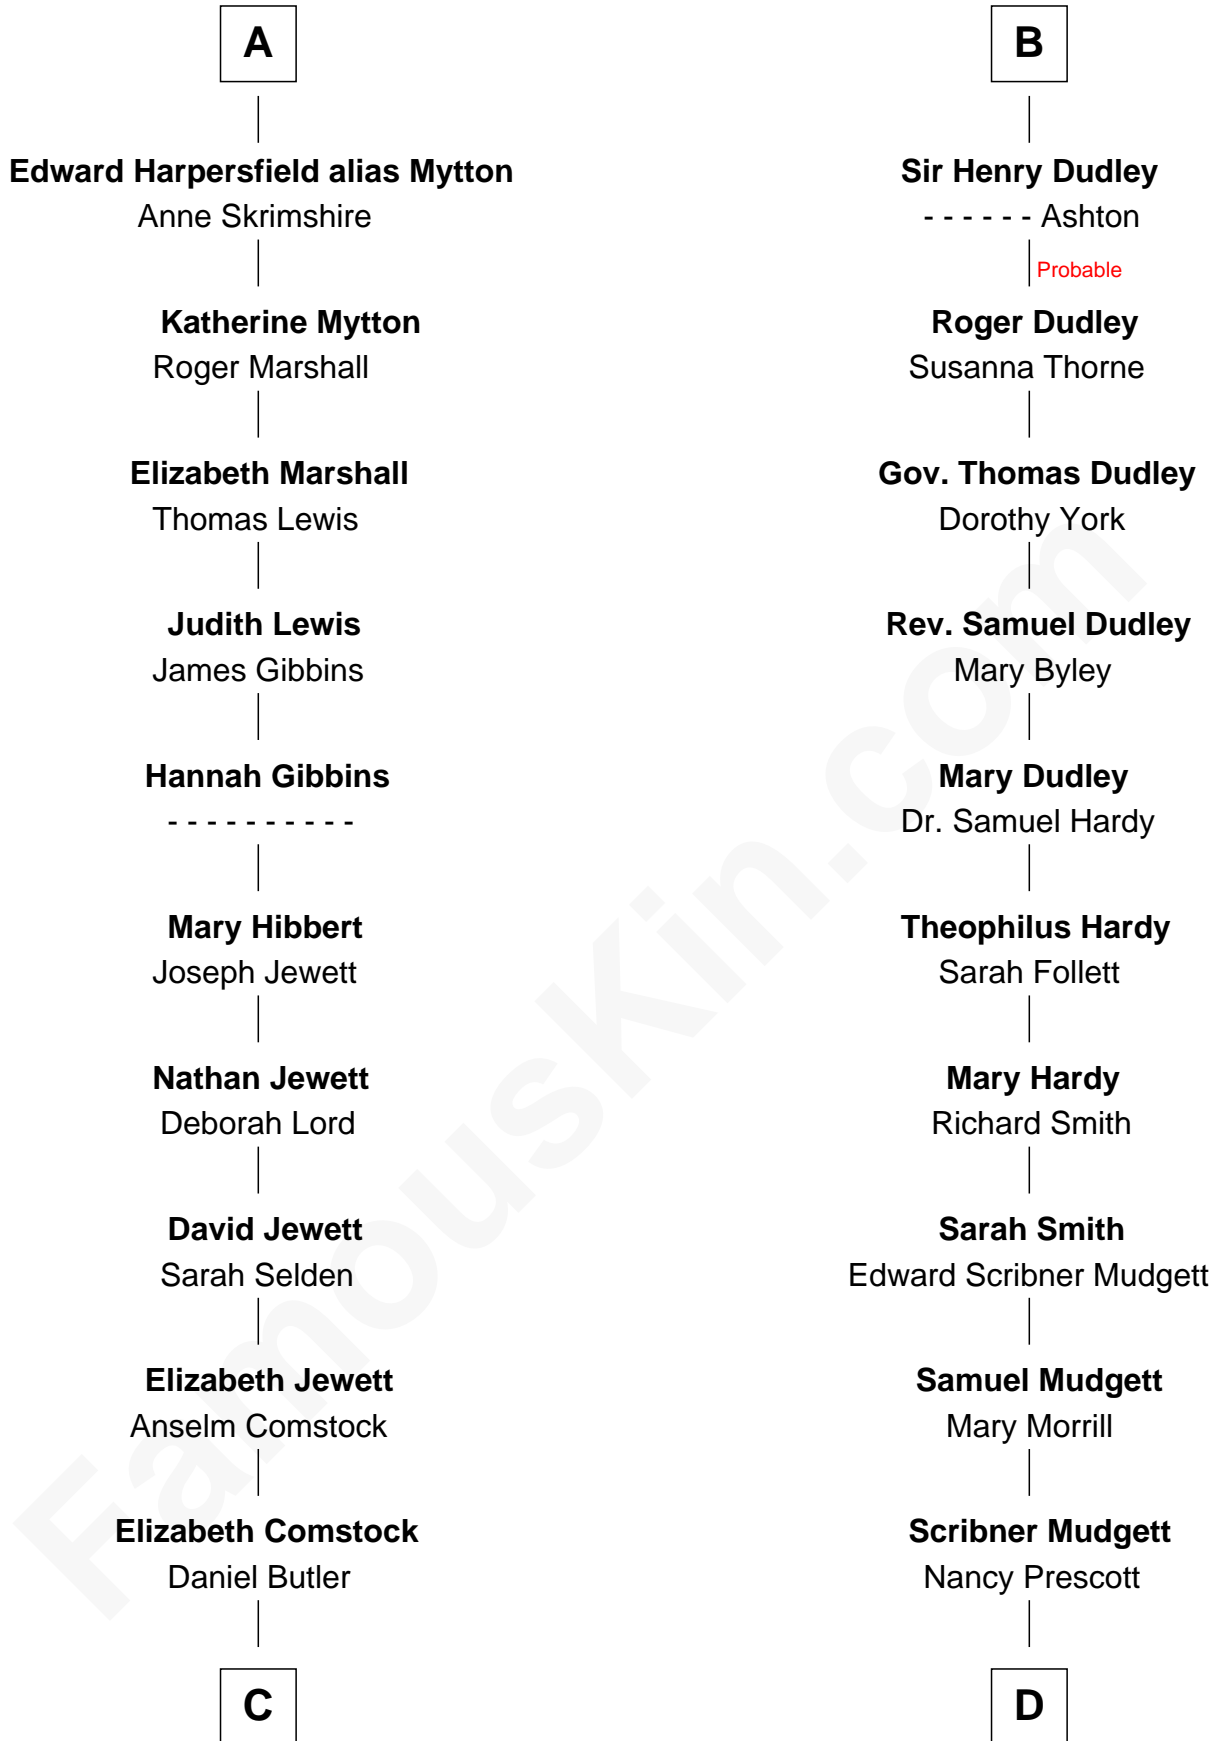 A
Edward Harpersfield alias Mytton
Anne Skrimshire
Katherine Mytton
Roger Marshall
Elizabeth Marshall
Thomas Lewis
Judith Lewis
James Gibbins
Hannah Gibbins
- - - - - - - - - -
Mary Hibbert
Joseph Jewett
Nathan Jewett
Deborah Lord
David Jewett
Sarah Selden
Elizabeth Jewett
Anselm Comstock
Elizabeth Comstock
Daniel Butler
C
B
Sir Henry Dudley
- - - - - - Ashton
Probable
Roger Dudley
Susanna Thorne
Gov. Thomas Dudley
Dorothy York
Rev. Samuel Dudley
Mary Byley
Mary Dudley
Dr. Samuel Hardy
Theophilus Hardy
Sarah Follett
Mary Hardy
Richard Smith
Sarah Smith
Edward Scribner Mudgett
Samuel Mudgett
Mary Morrill
Scribner Mudgett
Nancy Prescott
D
FamousKin.com